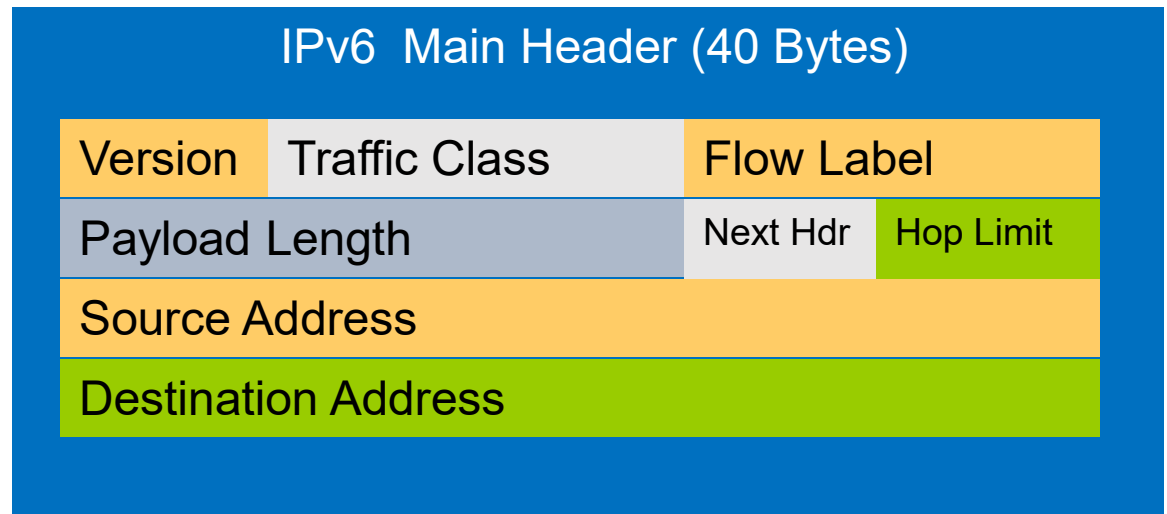 IPv6 Main Header (40 Bytes)
Version Traffic Class Flow Label
Payload Length Next Hdr Hop Limit
Source Address
Destination Address